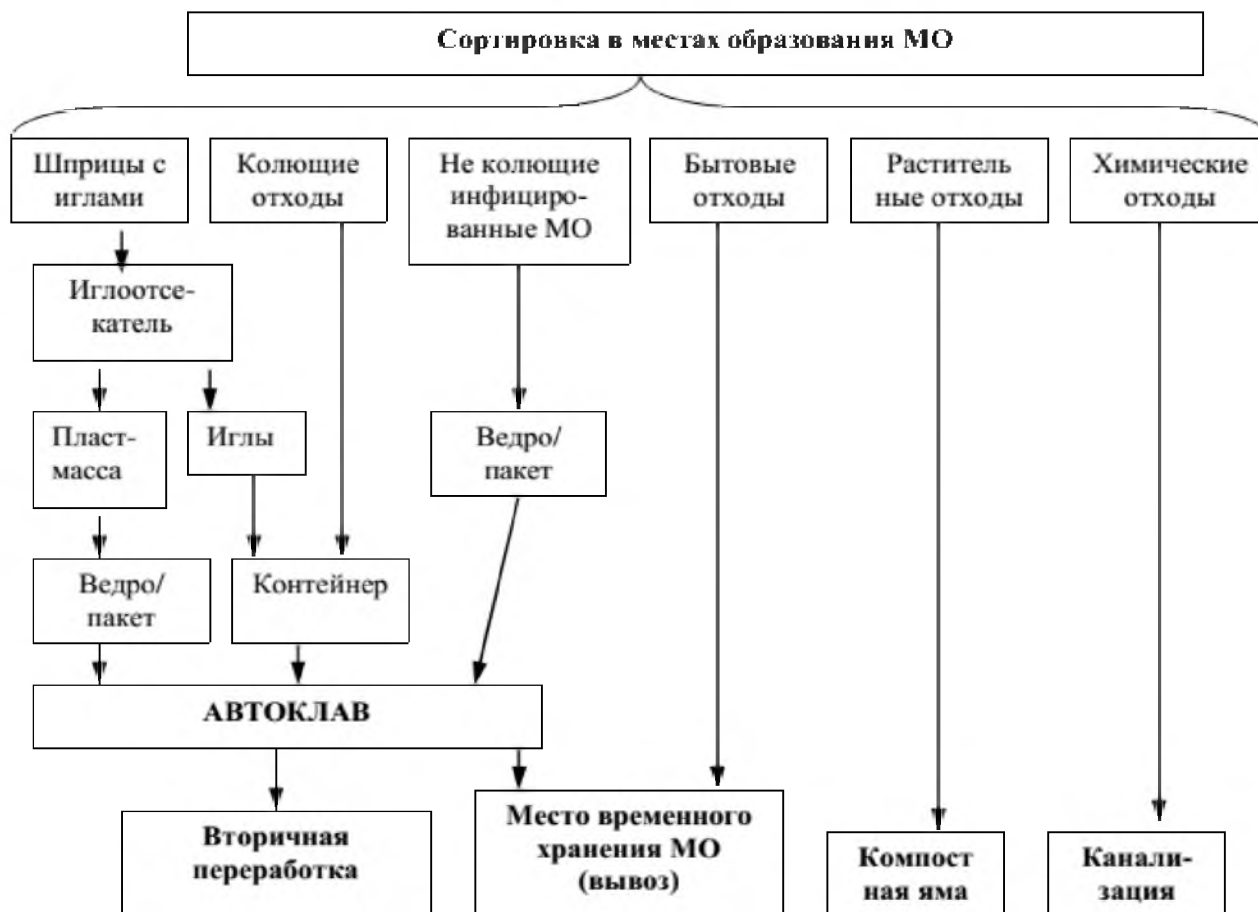 Сортировка в местах образования МО
Шприцы с
иглами
Колющие
отходы
Не колющие
инфициро-
ванные МО
Бытовые
отходы
Раститель
ные отходы
Химические
отходы
Иглоотсе-
катель
Пласт-
масса
Иглы
Ведро/
пакет
Ведро/
пакет
Контейнер
АВТОКЛАВ
Вторичная
переработка
Место временного
хранения МО
(вывоз)
Компост
ная яма
Канали-
зация